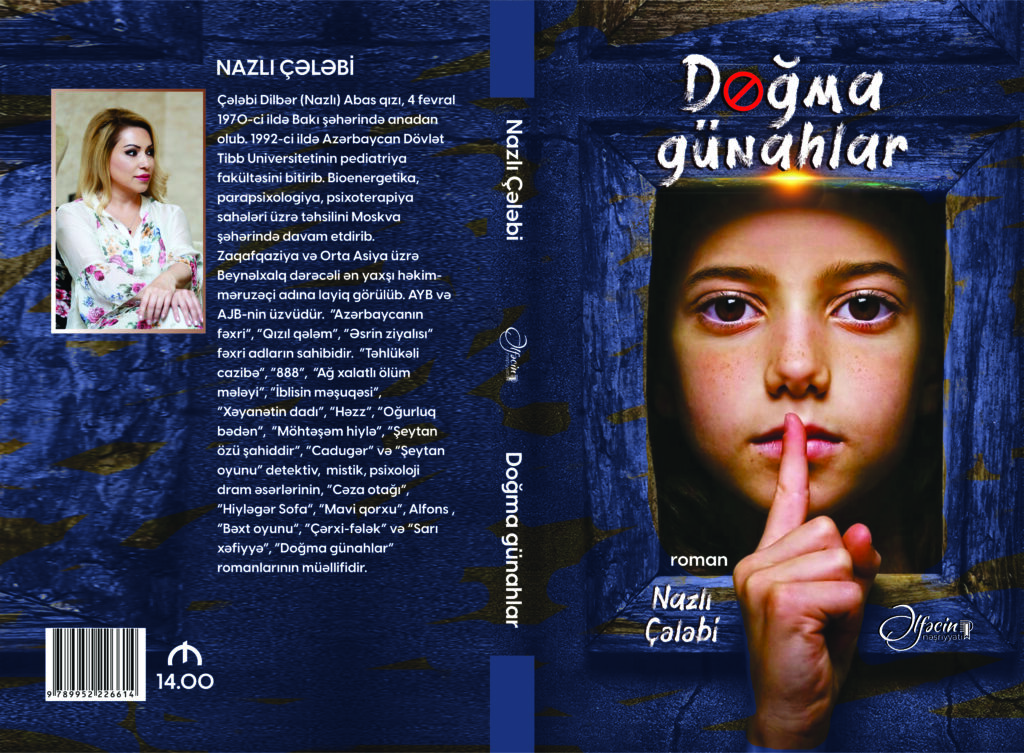 NAZLI ÇƏLƏBİ
Çələbi Dilbər (Nazlı) Abas qızı, 4 fevral
1970-ci ildə Bakı şəhərində anadan
olub. 1992-ci ildə Azərbaycan Dövlət
Tibb Universitetinin pediatriya
fakültəsini bitirib. Bioenergetika,
parapsixologiya, psixoterapiya
sahələri üzrə təhsilini Moskva
şəhərində davam etdirib.
Zaqafqaziya və Orta Asiya üzrə
Beynəlxalq dərəcəli ən yaxşı həkim-
məruzəçi adına layiq görülüb. AYB və
AJB-nin üzvüdür. “Azərbaycanın
fəxri”, “Qızıl qələm”, “Əsrin ziyalısı”
fəxri adların sahibidir. “Təhlükəli
cazibə”, “888”, “Ağ xalatlı ölüm
mələyi”, “İblisin məşuqəsi”,
“Xəyanətin dadı”, “Həzz”, “Oğurluq
bədən”, “Möhtəşəm hiylə”, “Şeytan
özü şahiddir”, “Cadugər” və “Şeytan
oyunu” detektiv, mistik, psixoloji
dram əsərlərinin, “Cəza otağı”,
“Hiyləgər Sofa”, “Mavi qorxu”, Alfons ,
“Bəxt oyunu”, “Çərxi-fələk” və “Sarı
xəfiyyə”, “Doğma günahlar”
romanlarının müəllifidir.
9 789952 226614
₼
14.00
Nazlı Çələbi
Əlfəcin
Doğma günahlar
Doğma
günahlar
roman
Nazlı
Çələbi
Əlfəcin
nəşriyyatı